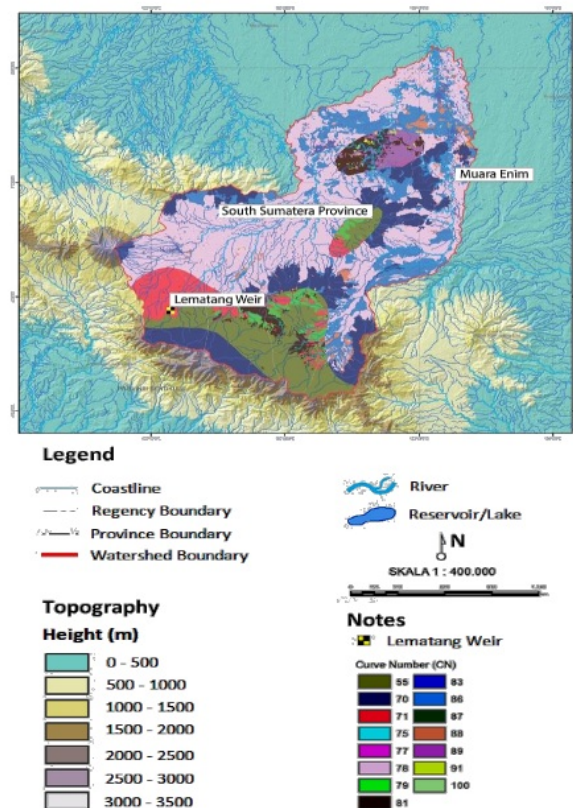 Muara Enim
South Sumatera Province
Lematang Weir
Legend
Coastline
Regency Boundary
Province Boundary
Watershed Boundary
River
Reservoir/Lake
N
SKALA 1 : 400.000
Topography
Height (m)
0 - 500
500 - 1000
1000 - 1500
1500 - 2000
2000 - 2500
2500 - 3000
3000 - 3500
Notes
Lematang Weir
Curve Number (CN)
55 83
70 86
71 87
75 88
77 89
78 91
79 100
81